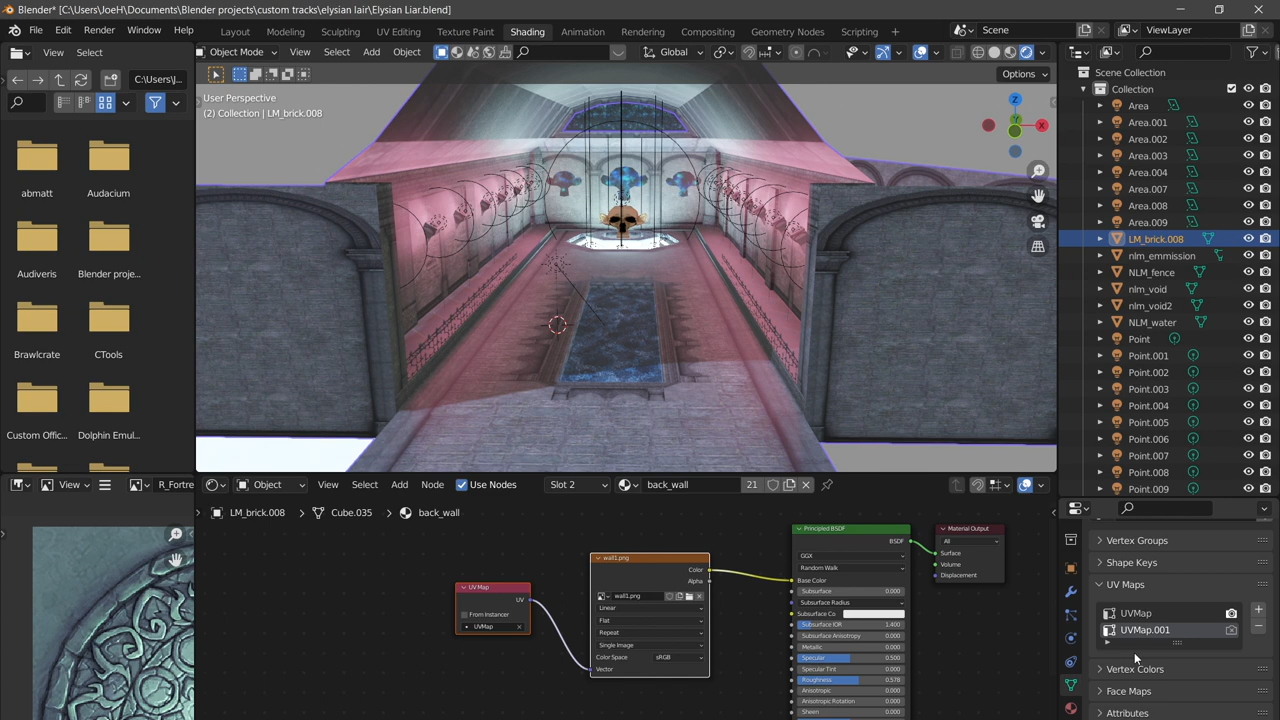 Blender* [C:\Users\JoeH\Documents\Blender projects\custom tracks\elysian lair\Elysian Liar.blend]
File Edit Render Window Help Layout Modeling Sculpting UV Editing Texture Paint Shading Animation Rendering Compositing Geometry Nodes Scripting + Scene ViewLayer
View Select Object Mode View Select Add Object Global
C:\Users\J...
Options
User Perspective
(2) Collection | LM_brick.008
Z
Y
X
abmatt Audacium
Audiveris Blender proje...
Brawlcrate CTools
Custom Offic... Dolphin Emul...
Scene Collection
Collection
Area
Area.001
Area.002
Area.003
Area.004
Area.007
Area.008
Area.009
LM_brick.008
nlm_emmission
NLM_fence
nlm_void
nlm_void2
NLM_water
Point
Point.001
Point.002
Point.003
Point.004
Point.005
Point.006
Point.007
Point.008
Point.009
View R_Fortre
Object View Select Add Node Use Nodes Slot 2 back_wall 21
LM_brick.008 > Cube.035 > back_wall
UV Map
UV
From Instancer
UVMap
wall1.png
Color
Alpha
wall1.png
Linear
Flat
Repeat
Single Image
Color Space sRGB
Vector
Principled BSDF
BSDF
GGX
Random Walk
Base Color
Subsurface 0.000
Subsurface Radius
Subsurface Co
Subsurface IOR 1.400
Subsurface Anisotropy 0.000
Metallic 0.000
Specular 0.500
Specular Tint 0.000
Roughness 0.578
Anisotropic 0.000
Anisotropic Rotation 0.000
Sheen 0.000
Material Output
All
Surface
Volume
Displacement
Vertex Groups
Shape Keys
UV Maps
UVMap
UVMap.001
Vertex Colors
Face Maps
Attributes